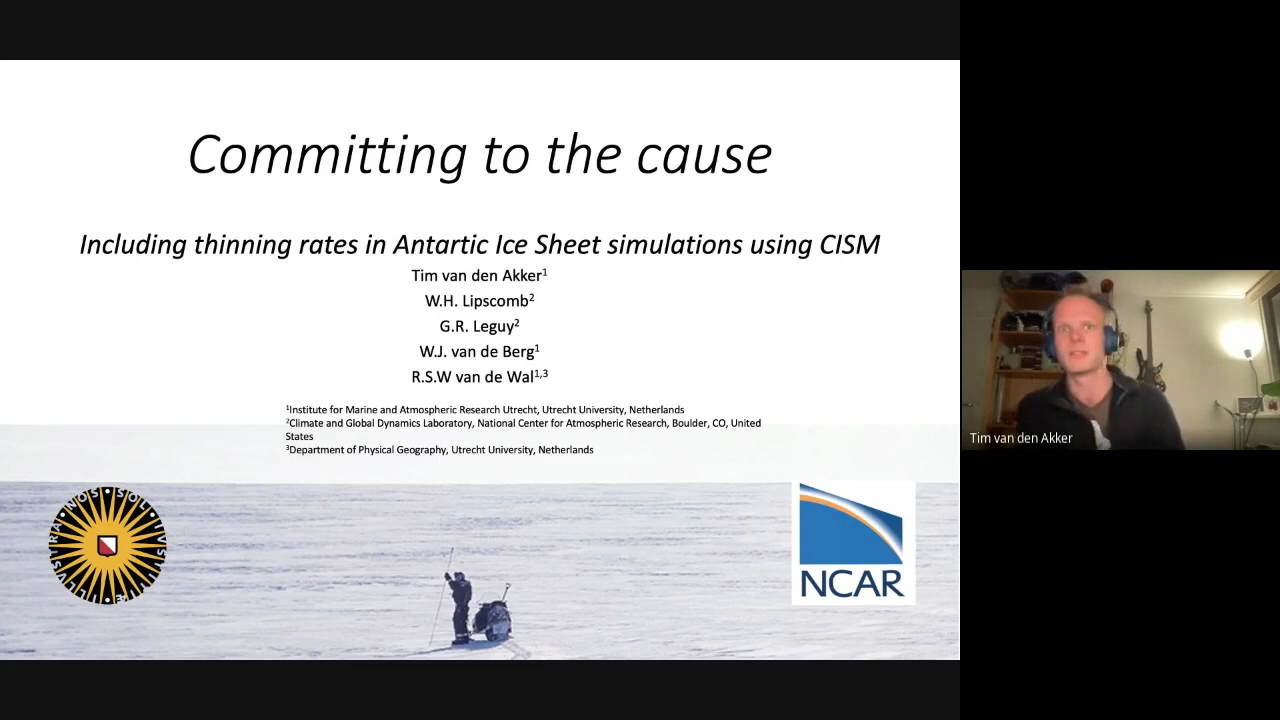 Committing to the cause
Including thinning rates in Antartic Ice Sheet simulations using CISM
Tim van den Akker¹
W.H. Lipscomb²
G.R. Leguy²
W.J. van de Berg¹
R.S.W van de Wal¹,³
¹Institute for Marine and Atmospheric Research Utrecht, Utrecht University, Netherlands
²Climate and Global Dynamics Laboratory, National Center for Atmospheric Research, Boulder, CO, United
States
³Department of Physical Geography, Utrecht University, Netherlands
NCAR
Tim van den Akker